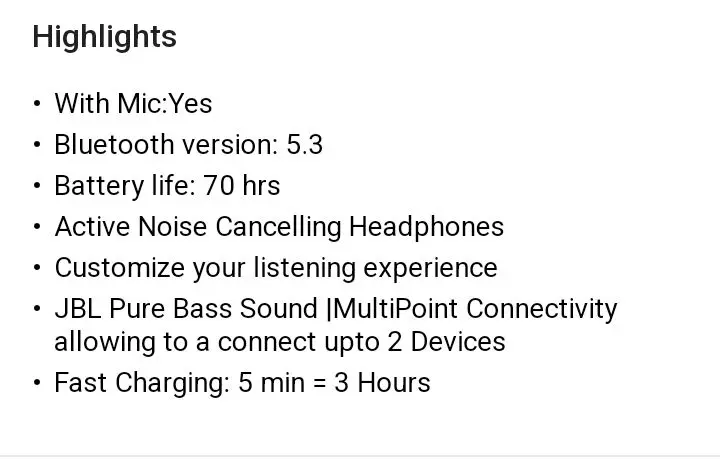 Highlights
• With Mic:Yes
• Bluetooth version: 5.3
• Battery life: 70 hrs
• Active Noise Cancelling Headphones
• Customize your listening experience
• JBL Pure Bass Sound |MultiPoint Connectivity
allowing to a connect upto 2 Devices
• Fast Charging: 5 min = 3 Hours